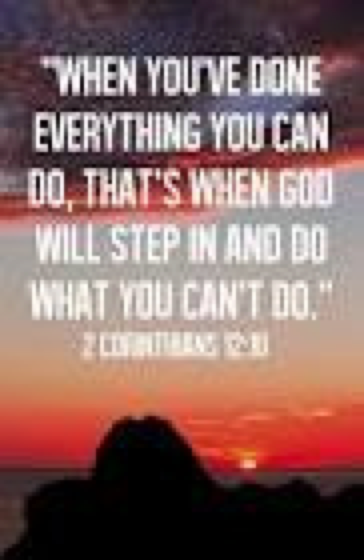 "WHEN YOU'VE DONE
EVERYTHING YOU CAN
DO, THAT'S WHEN GOD
WILL STEP IN AND DO
WHAT YOU CAN'T DO."
2 CORINTHIANS 12:10